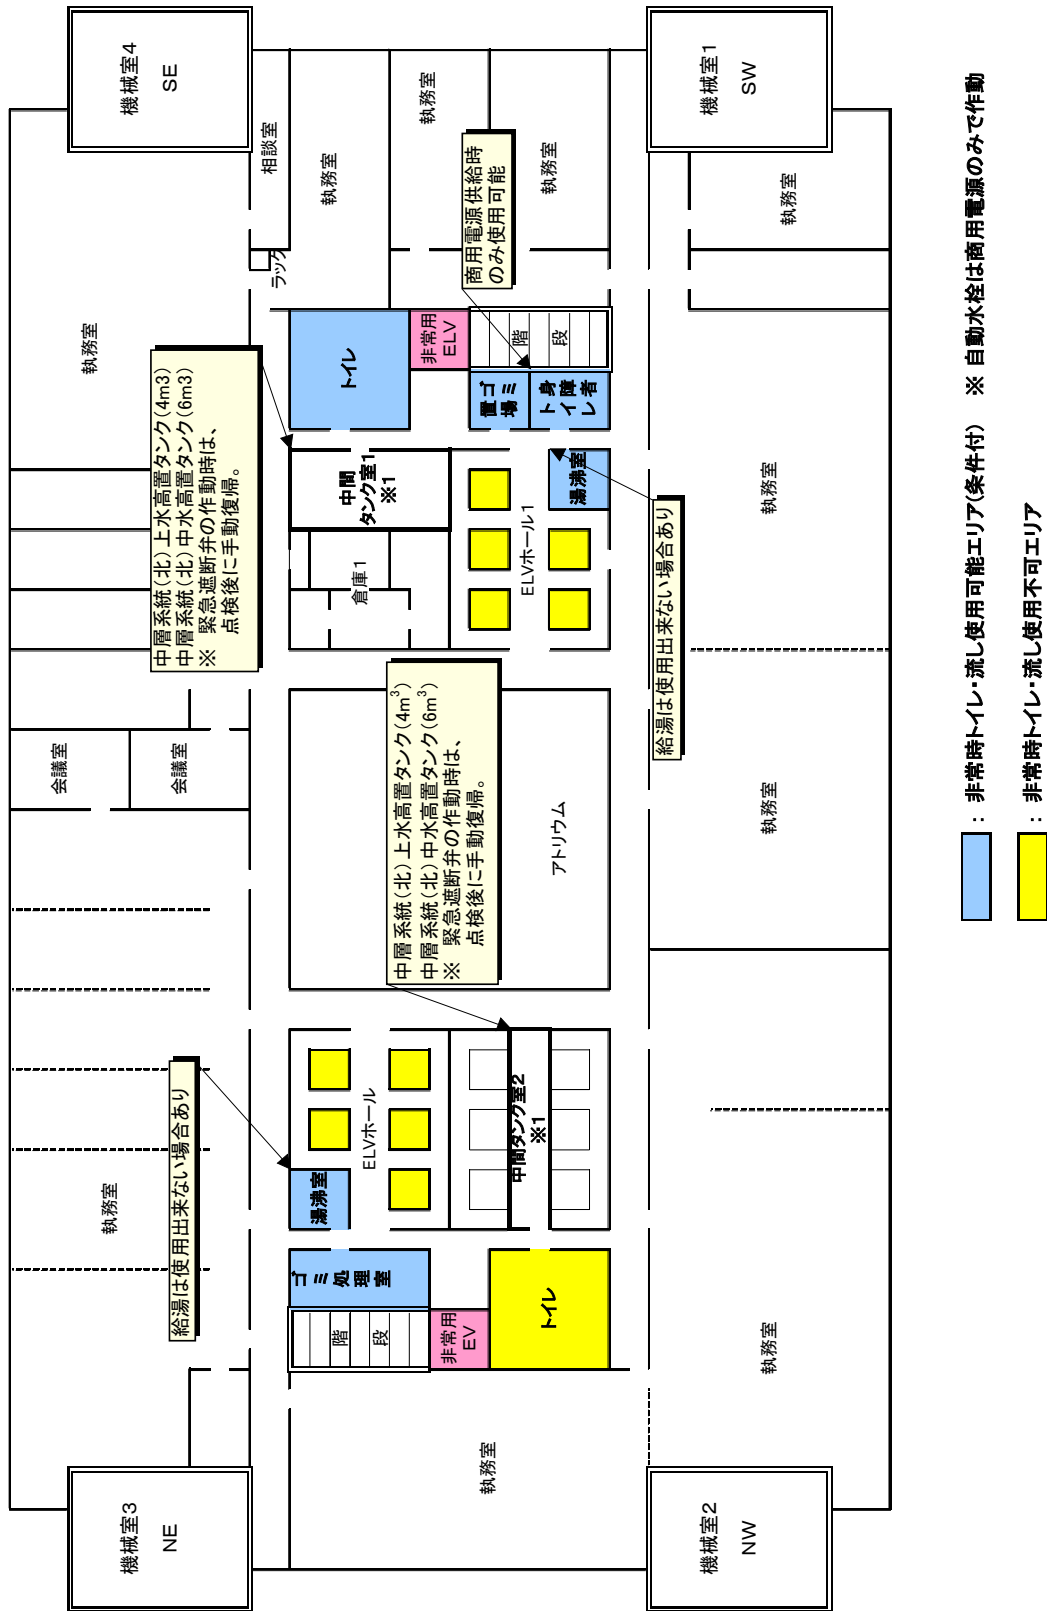 機械室3
NE
機械室4
SE
執務室
執務室
会議室
会議室
相談室
ラック
執務室
執務室
執務室
給湯は使用出来ない場合あり
中層系統(北)上水高置タンク(4m3)
中層系統(北)中水高置タンク(6m3)
※ 緊急遮断弁の作動時は、
点検後に手動復帰。
商用電源供給時
のみ使用可能
ゴミ処理室
湯沸室
階
段
非常用
EV
トイレ
ELVホール
中間タンク室2
※1
中層系統(北)上水高置タンク(4m³)
中層系統(北)中水高置タンク(6m³)
※ 緊急遮断弁の作動時は、
点検後に手動復帰。
アトリウム
倉庫1
中間
タンク室1
※1
ELVホール1
湯沸室
トイレ
非常用
ELV
階
段
ゴミ
置場
身障者
トイレ
給湯は使用出来ない場合あり
執務室
執務室
執務室
執務室
執務室
機械室2
NW
機械室1
SW
: 非常時トイレ・流し使用可能エリア(条件付) ※ 自動水栓は商用電源のみで作動
: 非常時トイレ・流し使用不可エリア